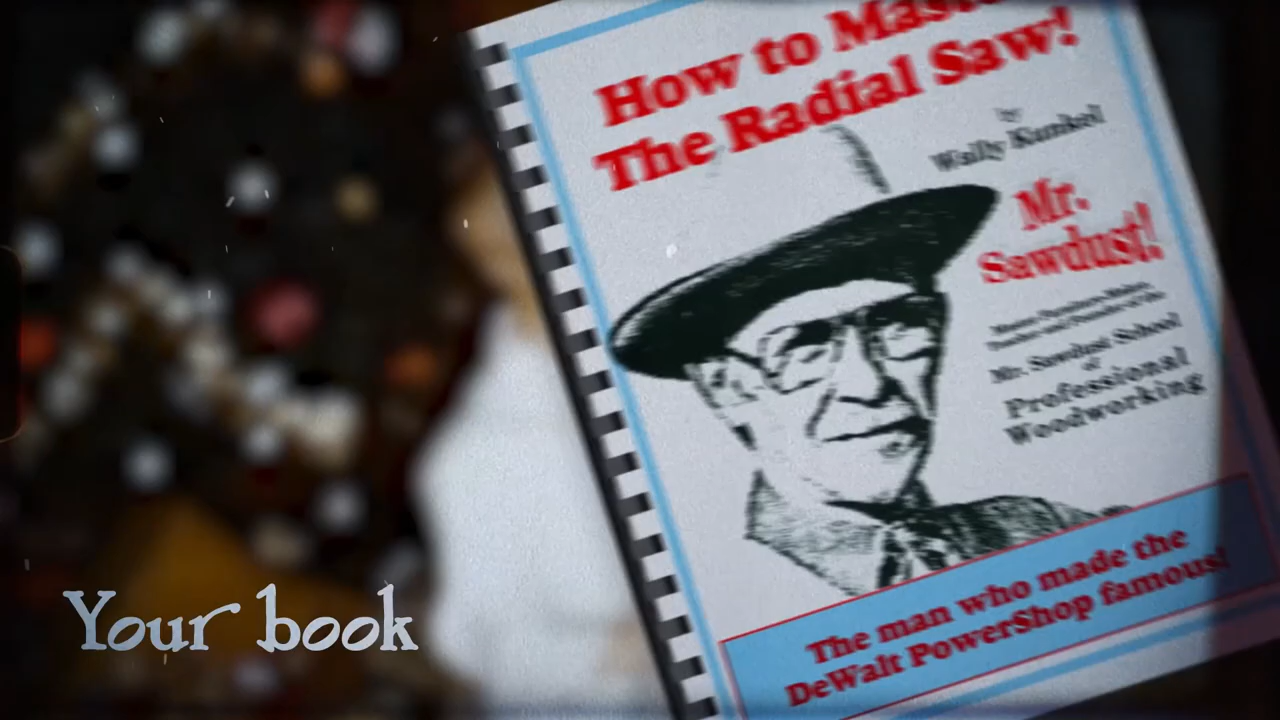 How to
The Radial Saw!
by
Wally Kunkel
Mr.
Sawdust!
Mr. Sawdust School
of
Professional
Woodworking
The man who made the
DeWalt PowerShop famous!
Your book